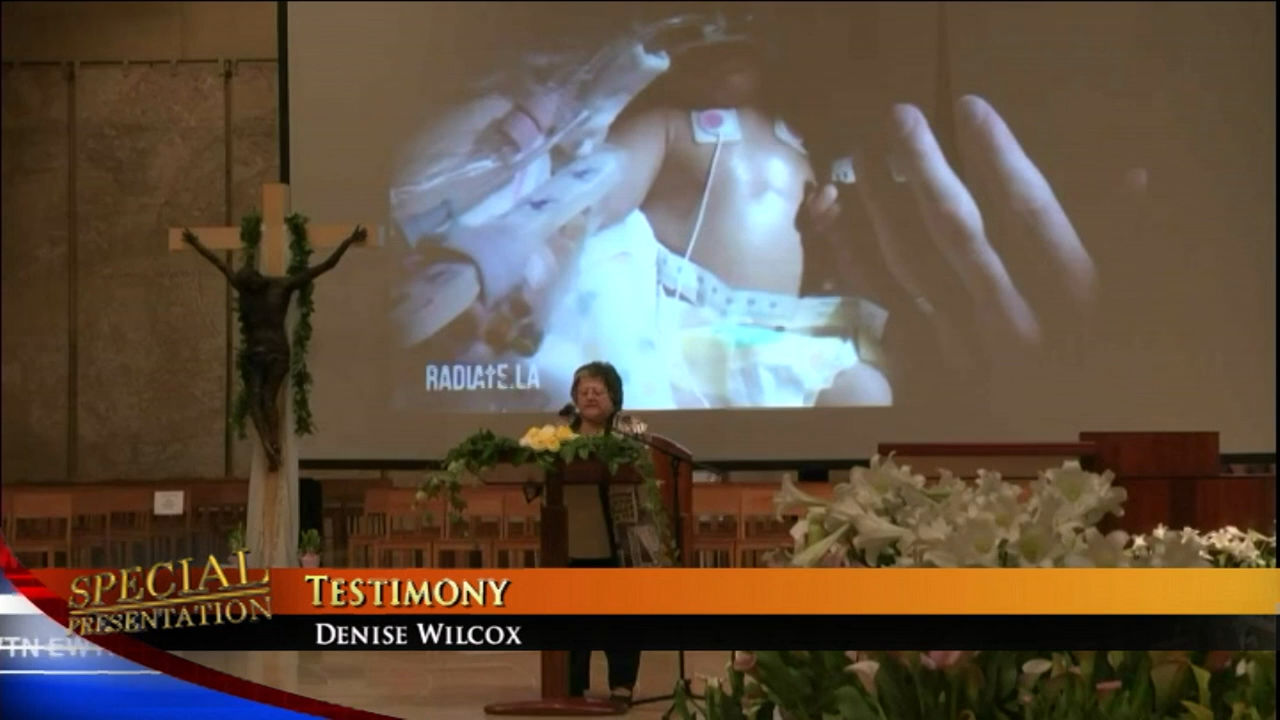 RADIATE.LA
SPECIAL
PRESENTATION
TESTIMONY
DENISE WILCOX